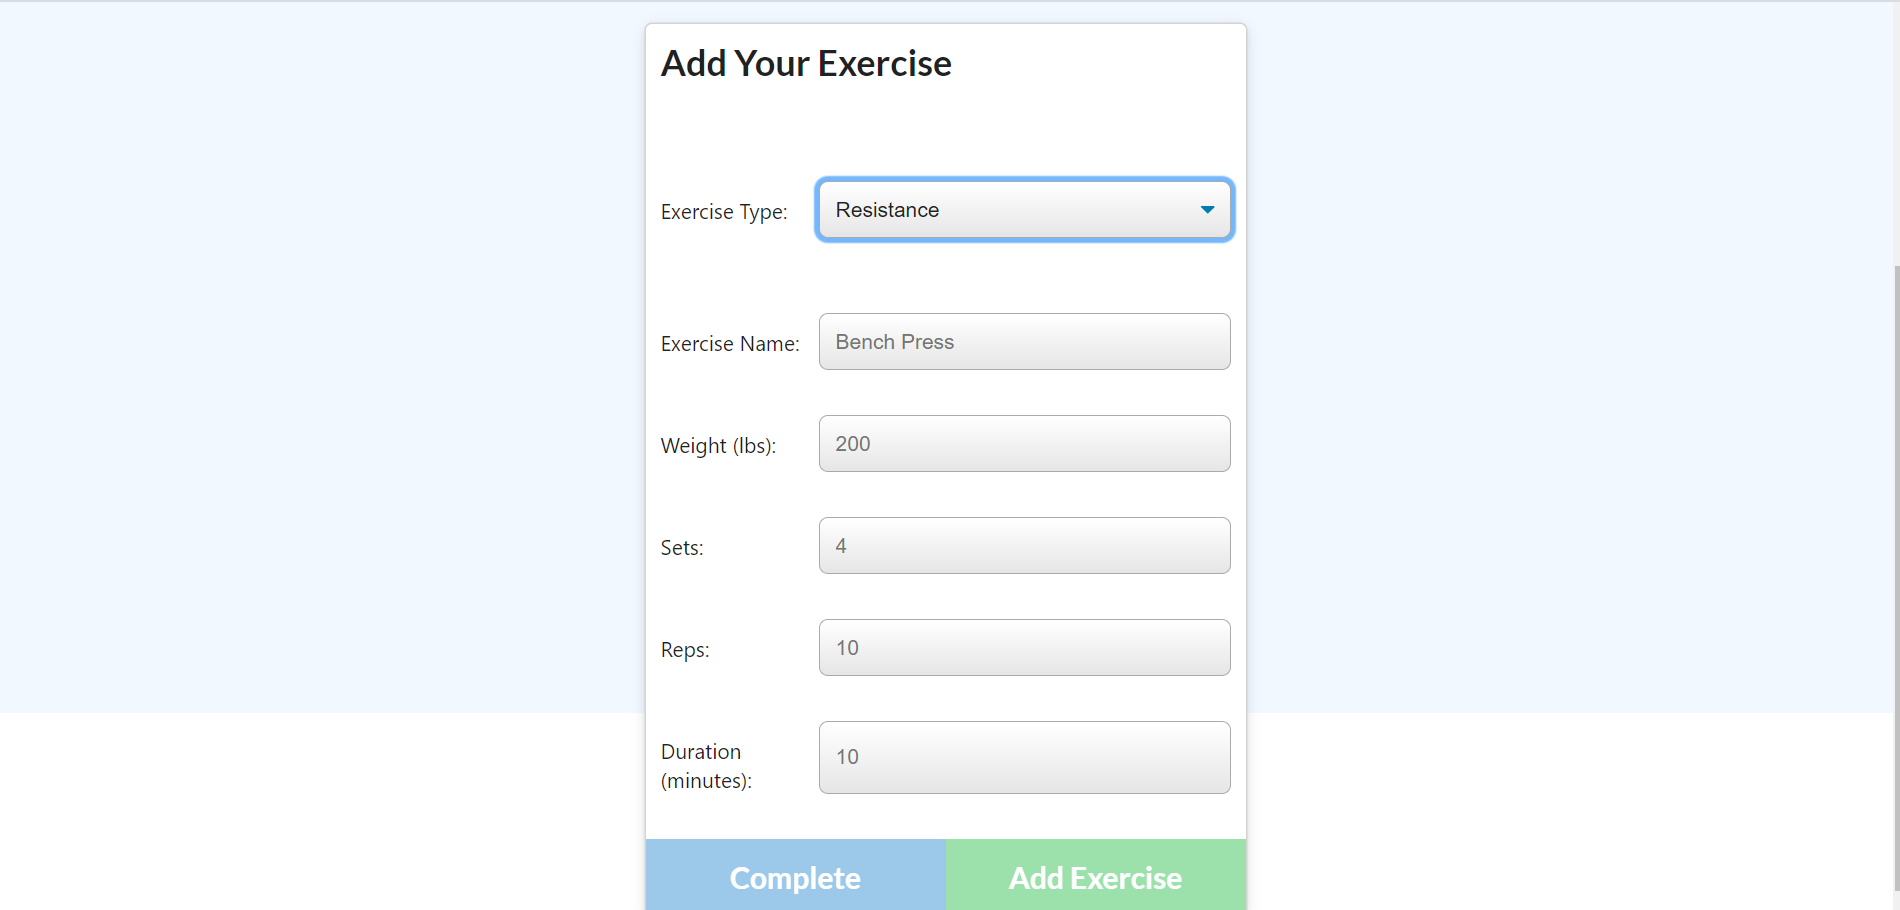 Add Your Exercise
Exercise Type: Resistance
Exercise Name: Bench Press
Weight (lbs): 200
Sets: 4
Reps: 10
Duration
(minutes): 10
Complete Add Exercise